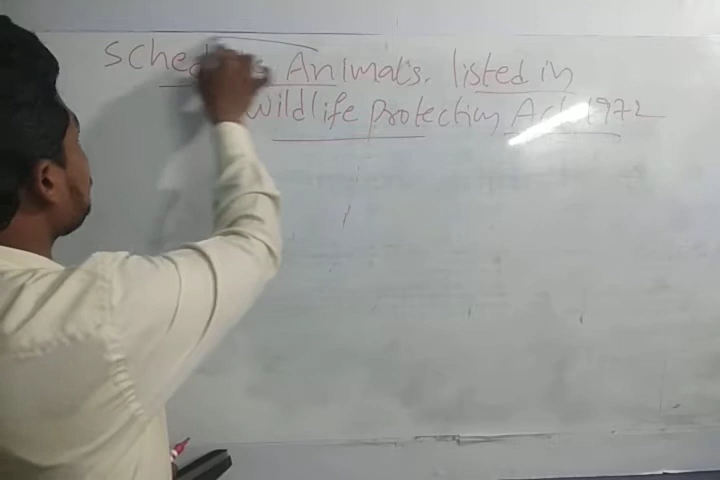 Animals, listed in
Wildlife protection Act, 1972